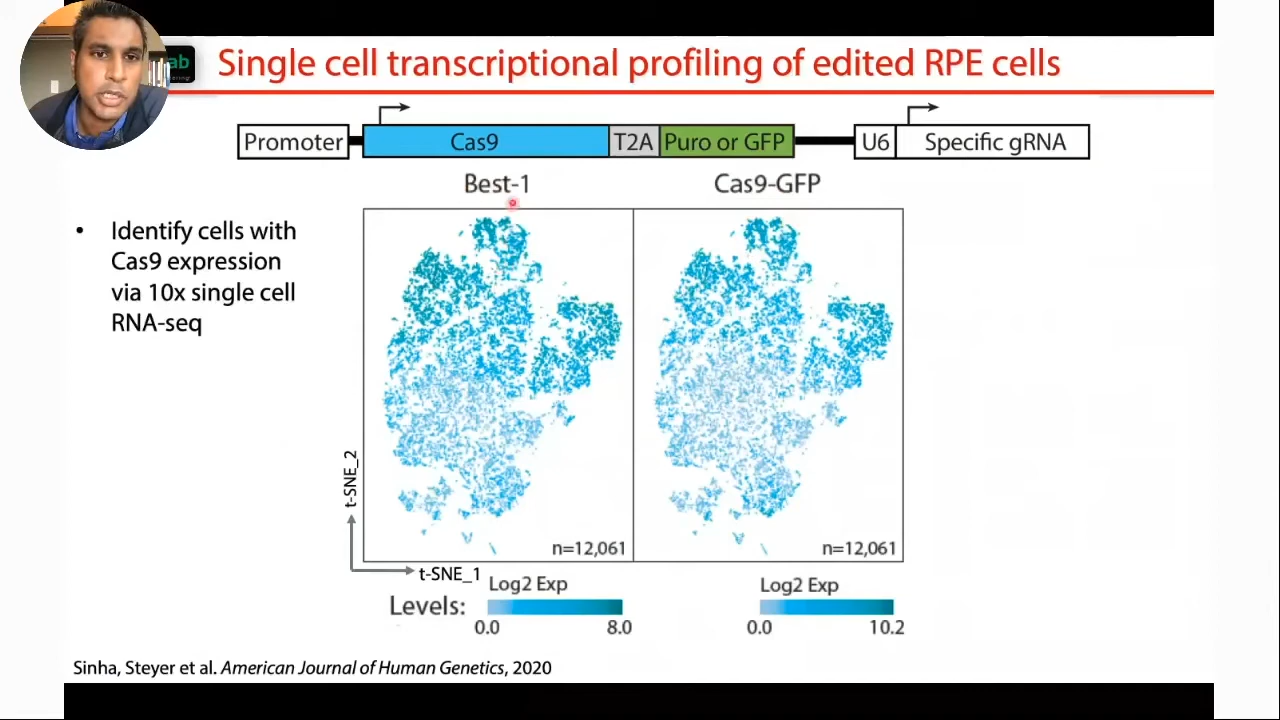 ab
ering
Single cell transcriptional profiling of edited RPE cells
Promoter Cas9 T2A Puro or GFP U6 Specific gRNA
Best-1 Cas9-GFP
• Identify cells with
Cas9 expression
via 10x single cell
RNA-seq
t-SNE_2
n=12,061 n=12,061
t-SNE_1
Log2 Exp Log2 Exp
Levels:
0.0 8.0 0.0 10.2
Sinha, Steyer et al. American Journal of Human Genetics, 2020